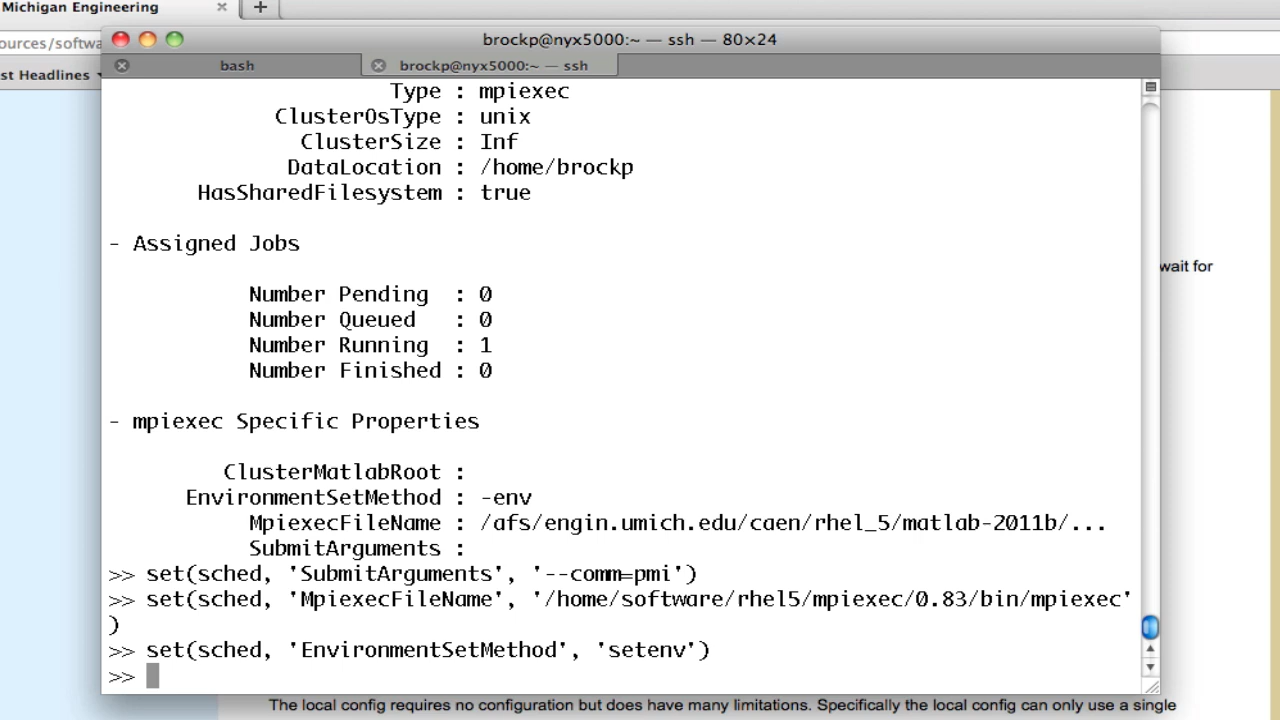 Michigan Engineering
ources/softwa
st Headlines
brockp@nyx5000:~ — ssh — 80×24
bash
brockp@nyx5000:~ — ssh
Type : mpiexec
ClusterOsType : unix
ClusterSize : Inf
DataLocation : /home/brockp
HasSharedFilesystem : true
- Assigned Jobs
Number Pending : 0
Number Queued : 0
Number Running : 1
Number Finished : 0
- mpiexec Specific Properties
ClusterMatlabRoot :
EnvironmentSetMethod : -env
MpiexecFileName : /afs/engin.umich.edu/caen/rhel_5/matlab-2011b/...
SubmitArguments :
>> set(sched, 'SubmitArguments', '--comm=pmi')
>> set(sched, 'MpiexecFileName', '/home/software/rhel5/mpiexec/0.83/bin/mpiexec'
)
>> set(sched, 'EnvironmentSetMethod', 'setenv')
>>
wait for
The local config requires no configuration but does have many limitations. Specifically the local config can only use a single